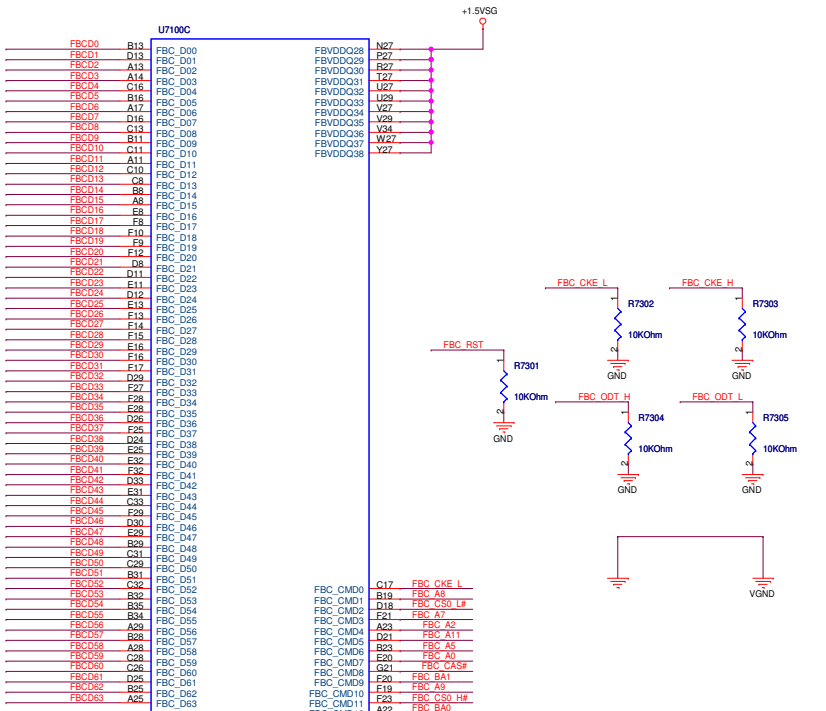 +1.5VSG
U7100C
FBCD0 B13 FBC_D00 FBVDDQ28 N27
FBCD1 D13 FBC_D01 FBVDDQ29 P27
FBCD2 A13 FBC_D02 FBVDDQ30 R27
FBCD3 A14 FBC_D03 FBVDDQ31 T27
FBCD4 C16 FBC_D04 FBVDDQ32 U27
FBCD5 B16 FBC_D05 FBVDDQ33 U29
FBCD6 A17 FBC_D06 FBVDDQ34 V27
FBCD7 D16 FBC_D07 FBVDDQ35 V29
FBCD8 C13 FBC_D08 FBVDDQ36 V34
FBCD9 B11 FBC_D09 FBVDDQ37 W27
FBCD10 C11 FBC_D10 FBVDDQ38 Y27
FBCD11 A11 FBC_D11
FBCD12 C10 FBC_D12
FBCD13 C8 FBC_D13
FBCD14 B8 FBC_D14
FBCD15 A8 FBC_D15
FBCD16 E8 FBC_D16
FBCD17 F8 FBC_D17
FBCD18 F10 FBC_D18
FBCD19 F9 FBC_D19
FBCD20 F12 FBC_D20
FBCD21 D8 FBC_D21
FBCD22 D11 FBC_D22
FBCD23 E11 FBC_D23 FBC_CKE_L FBC_CKE_H
FBCD24 D12 FBC_D24 1 R7302 1 R7303
FBCD25 E13 FBC_D25
FBCD26 F13 FBC_D26
FBCD27 F14 FBC_D27 10KOhm 10KOhm
FBCD28 F15 FBC_D28
FBCD29 E16 FBC_D29 FBC_RST 2 2
FBCD30 F16 FBC_D30 1
FBCD31 F17 FBC_D31 R7301 GND GND
FBCD32 D29 FBC_D32
FBCD33 F27 FBC_D33
FBCD34 F28 FBC_D34 10KOhm FBC_ODT_H FBC_ODT_L
FBCD35 E28 FBC_D35 2 1 1
FBCD36 D26 FBC_D36 R7304 R7305
FBCD37 F25 FBC_D37
FBCD38 D24 FBC_D38 GND
FBCD39 E25 FBC_D39 10KOhm 10KOhm
FBCD40 E32 FBC_D40 2 2
FBCD41 F32 FBC_D41
FBCD42 D33 FBC_D42
FBCD43 E31 FBC_D43 GND GND
FBCD44 C33 FBC_D44
FBCD45 F29 FBC_D45
FBCD46 D30 FBC_D46
FBCD47 E29 FBC_D47
FBCD48 B29 FBC_D48
FBCD49 C31 FBC_D49
FBCD50 C29 FBC_D50
FBCD51 B31 FBC_D51
FBCD52 C32 FBC_D52 FBC_CMD0 C17 FBC_CKE_L
FBCD53 B32 FBC_D53 FBC_CMD1 B19 FBC_A8 VGND
FBCD54 B35 FBC_D54 FBC_CMD2 D18 FBC_CS0_L#
FBCD55 B34 FBC_D55 FBC_CMD3 F21 FBC_A7
FBCD56 A29 FBC_D56 FBC_CMD4 A23 FBC_A2
FBCD57 B28 FBC_D57 FBC_CMD5 D21 FBC_A11
FBCD58 A28 FBC_D58 FBC_CMD6 B23 FBC_A5
FBCD59 C28 FBC_D59 FBC_CMD7 E20 FBC_A0
FBCD60 C26 FBC_D60 FBC_CMD8 G21 FBC_CAS#
FBCD61 D25 FBC_D61 FBC_CMD9 F20 FBC_BA1
FBCD62 B25 FBC_D62 FBC_CMD10 F19 FBC_A9
FBCD63 A25 FBC_D63 FBC_CMD11 F23 FBC_CS0_H#
A22 FBC_BA0